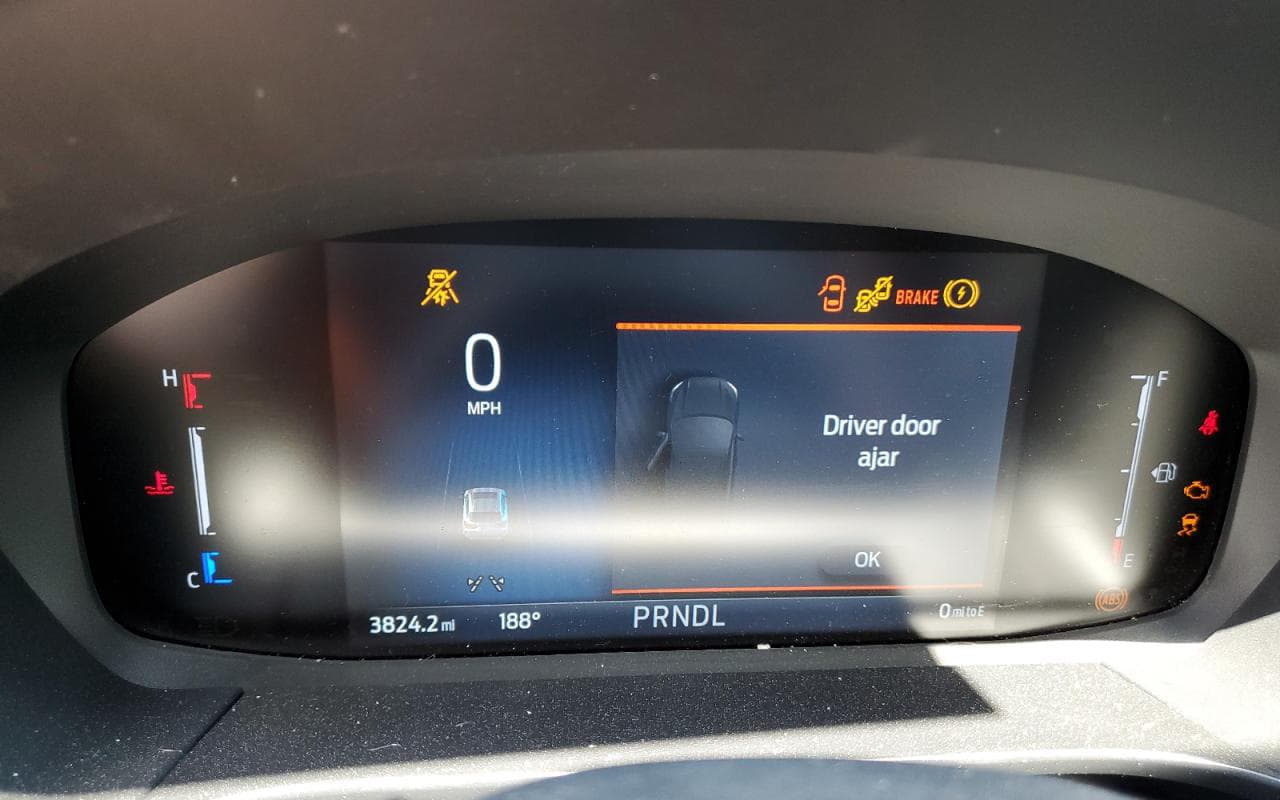 BRAKE
0
MPH
H
F
Driver door
ajar
OK
C
E
ABS
3824.2 mi
188°
PRNDL
0 mi to E